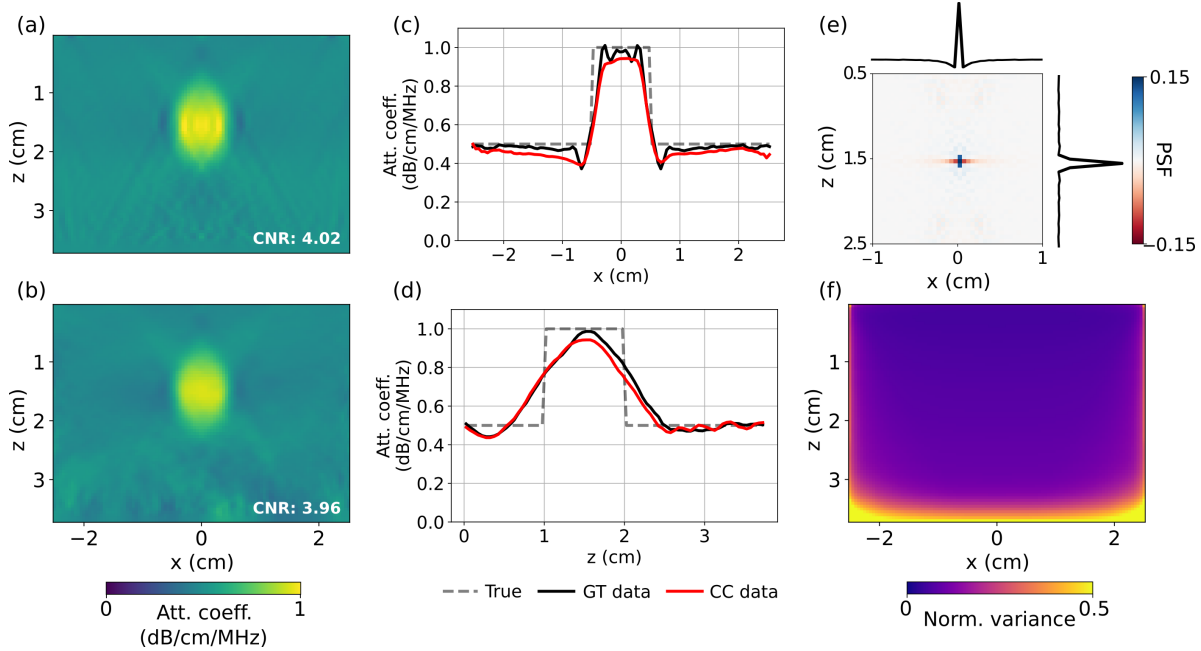 (a)
1
2
3
z (cm)
CNR: 4.02
(b)
1
2
3
z (cm)
CNR: 3.96
−2
0
2
x (cm)
0
1
Att. coeff.
(dB/cm/MHz)
(c)
1.0
0.8
0.6
0.4
0.2
0.0
Att. coeff.
(dB/cm/MHz)
−2
−1
0
1
2
x (cm)
(d)
1.0
0.8
0.6
0.4
0.2
0.0
Att. coeff.
(dB/cm/MHz)
0
1
2
3
z (cm)
True
GT data
CC data
(e)
0.5
1.5
2.5
z (cm)
−1
0
1
x (cm)
0.15
−0.15
PSF
(f)
1
2
3
z (cm)
−2
0
2
x (cm)
0
0.5
Norm. variance